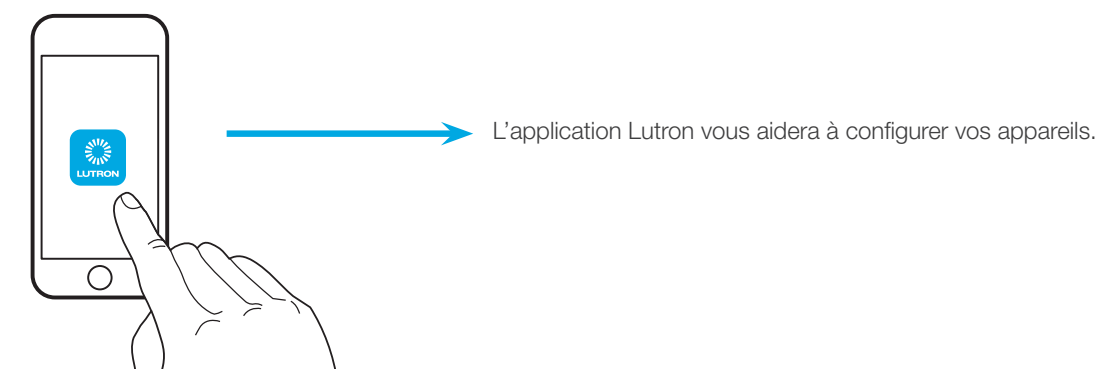 LUTRON
L’application Lutron vous aidera à configurer vos appareils.